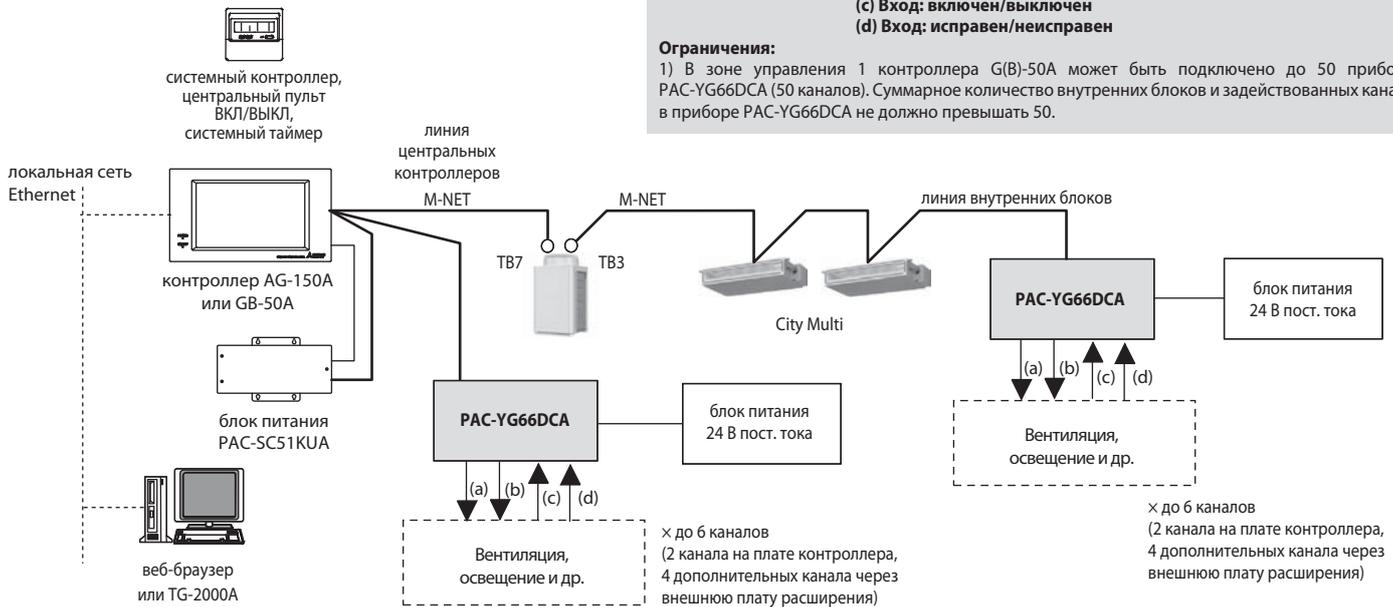 (c) Вход: включен/выключен
(d) Вход: исправен/неисправен
Ограничения:
1) В зоне управления 1 контроллера G(B)-50A может быть подключено до 50 прибо
PAC-YG66DCA (50 каналов). Суммарное количество внутренних блоков и задействованных кана
в приборе PAC-YG66DCA не должно превышать 50.
системный контроллер,
центральный пульт
ВКЛ/ВЫКЛ,
системный таймер
локальная сеть
Ethernet
линия
центральных
контроллеров
M-NET
M-NET
линия внутренних блоков
TB7
TB3
контроллер AG-150A
или GB-50A
City Multi
PAC-YG66DCA
блок питания
24 В пост. тока
(a)
(b)
(c)
(d)
Вентиляция,
освещение и др.
× до 6 каналов
(2 канала на плате контроллера,
4 дополнительных канала через
внешнюю плату расширения)
блок питания
PAC-SC51KUA
PAC-YG66DCA
блок питания
24 В пост. тока
(a)
(b)
(c)
(d)
Вентиляция,
освещение и др.
× до 6 каналов
(2 канала на плате контроллера,
4 дополнительных канала через
внешнюю плату расширения)
веб-браузер
или TG-2000A